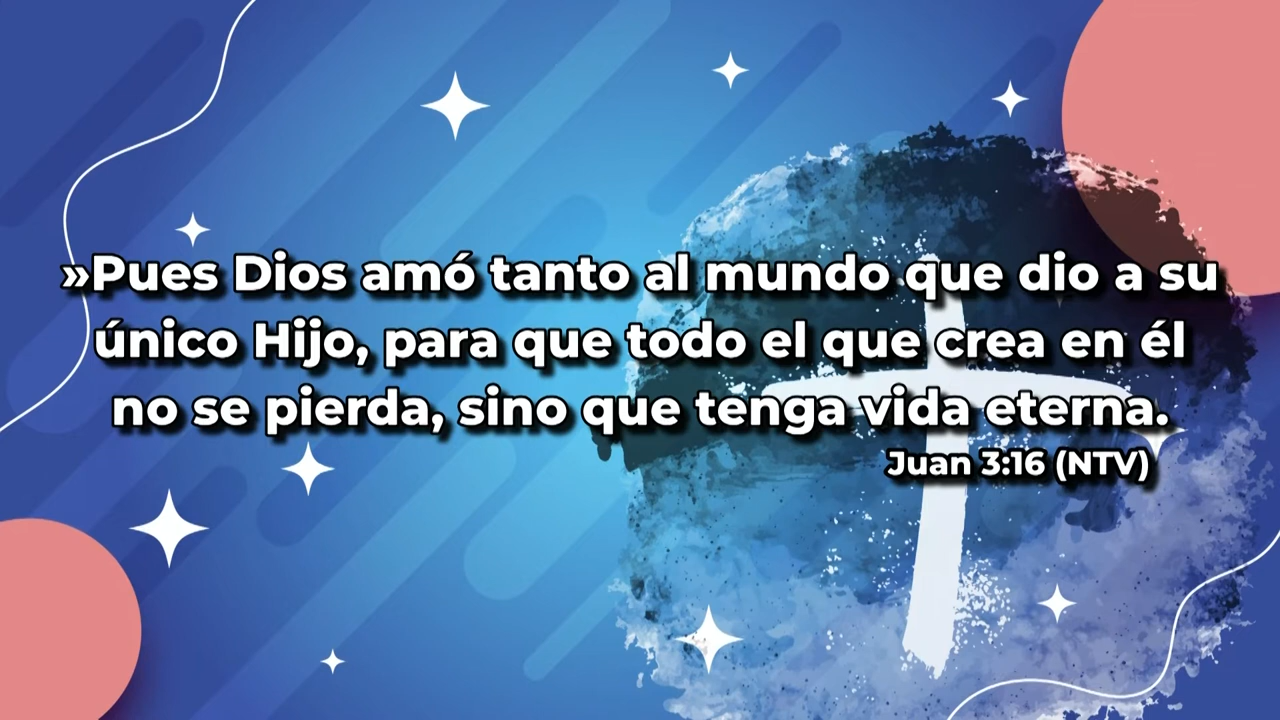 »Pues Dios amó tanto al mundo que dio a su
único Hijo, para que todo el que crea en él
no se pierda, sino que tenga vida eterna.
Juan 3:16 (NTV)